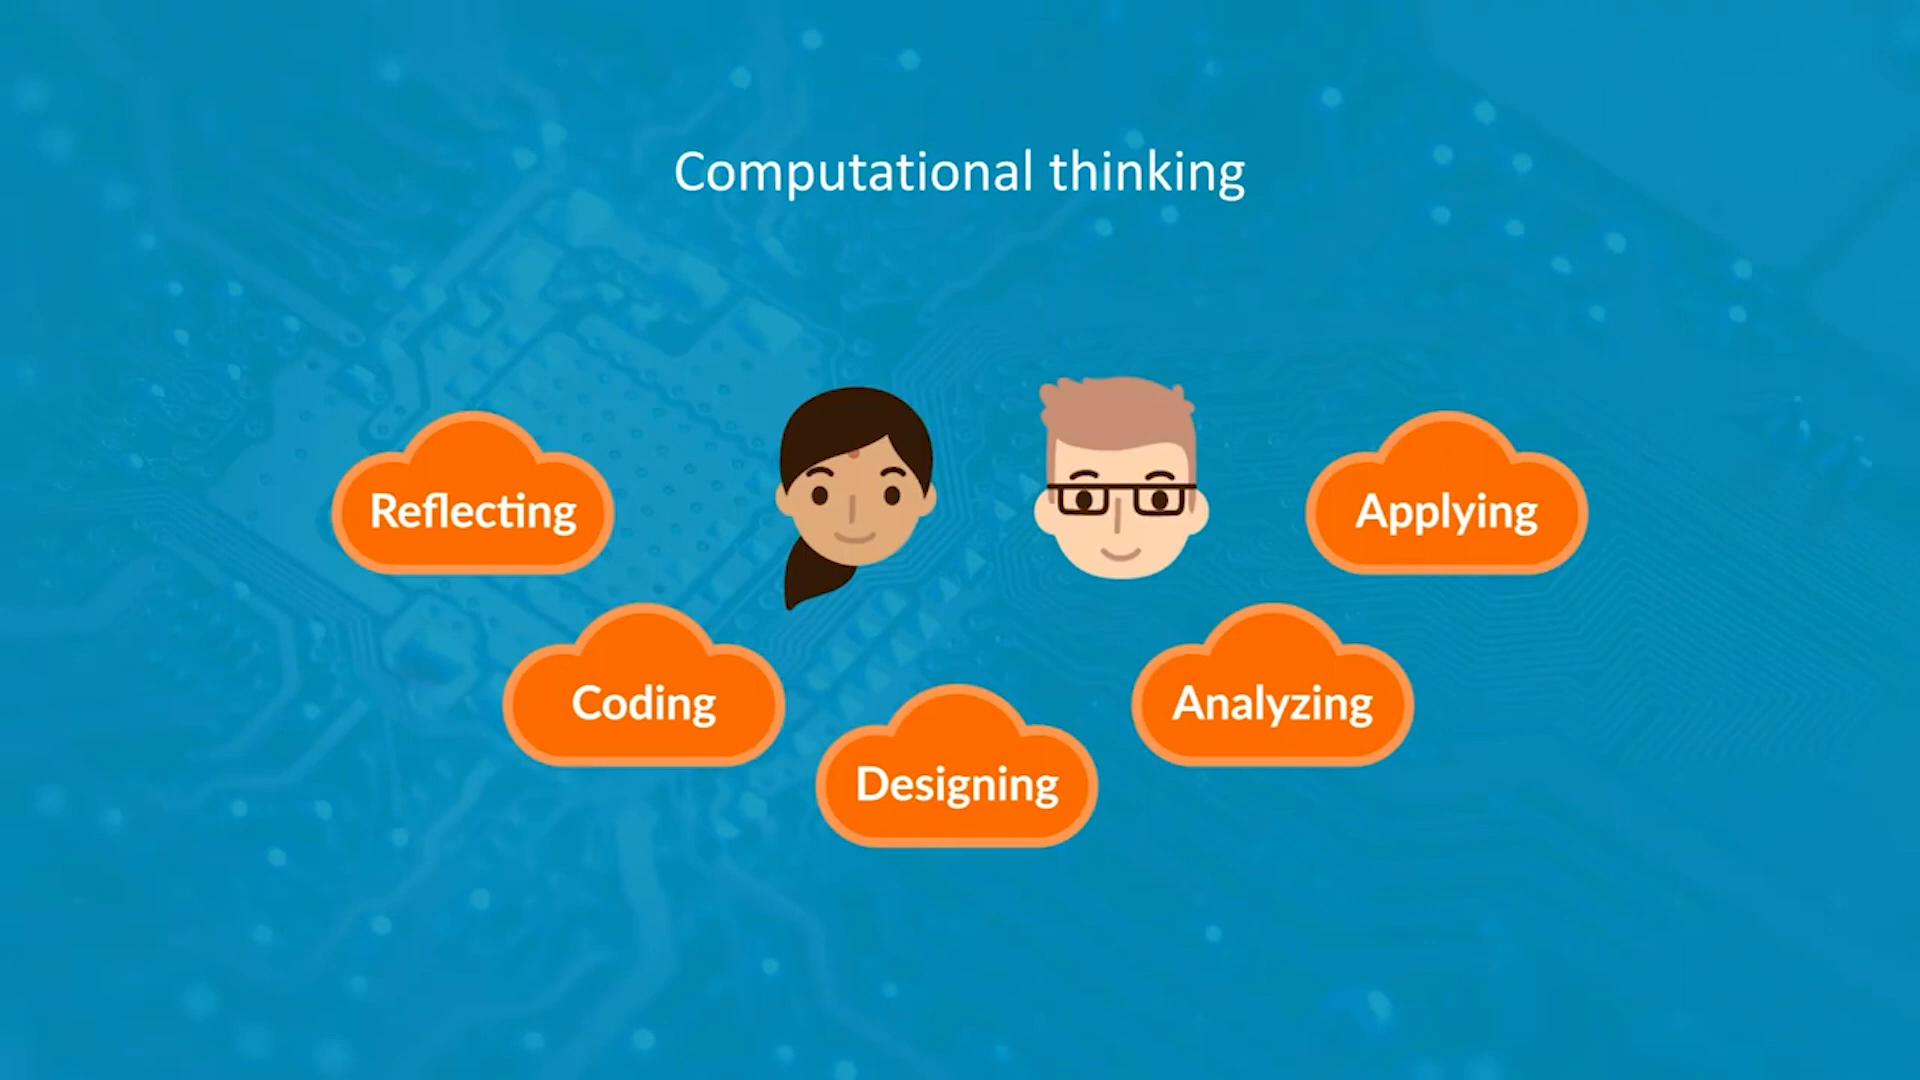 Computational thinking
Reflecting
Applying
Coding
Analyzing
Designing